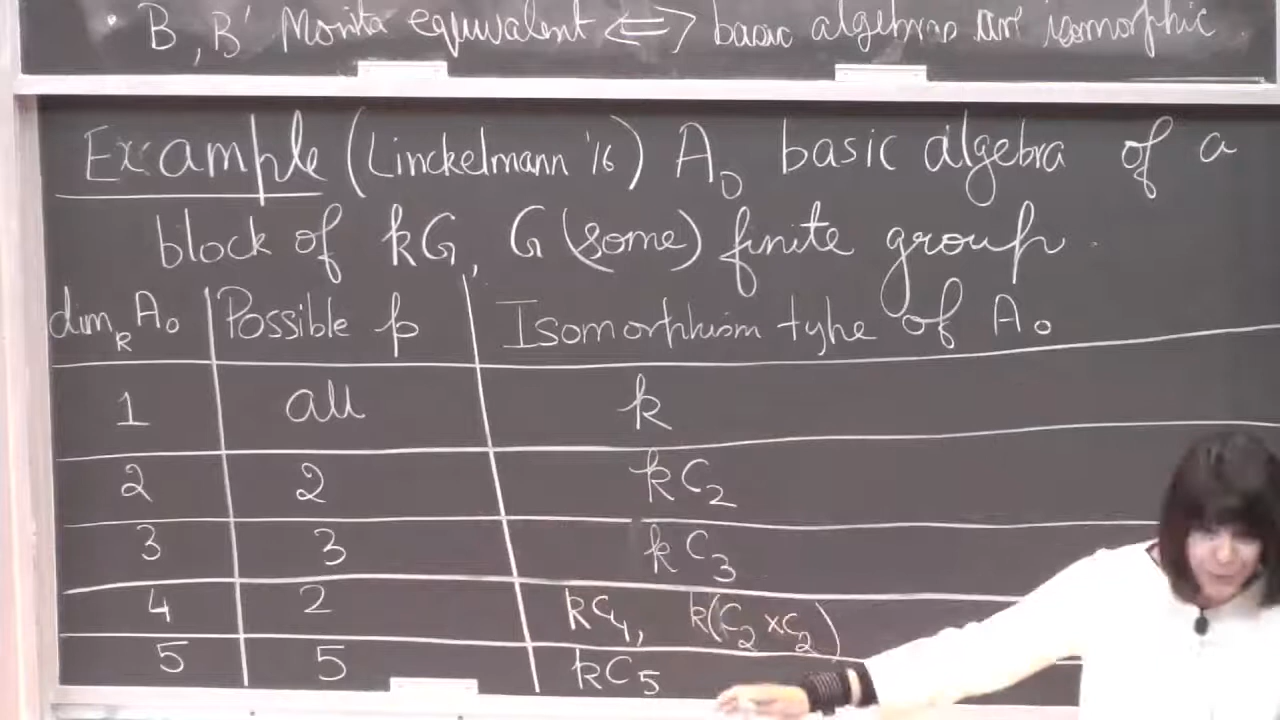 • B, B' Morita equivalent ⟺ basic algebras are isomorphic.
Example (Linckelmann '16) A₀ basic algebra of a
block of kG, G (some) finite group.
dimₖ A₀ Possible p Isomorphism type of A₀
1 all k
2 2 kC₂
3 3 kC₃
4 2 kC₄, k(C₂ × C₂)
5 5 kC₅